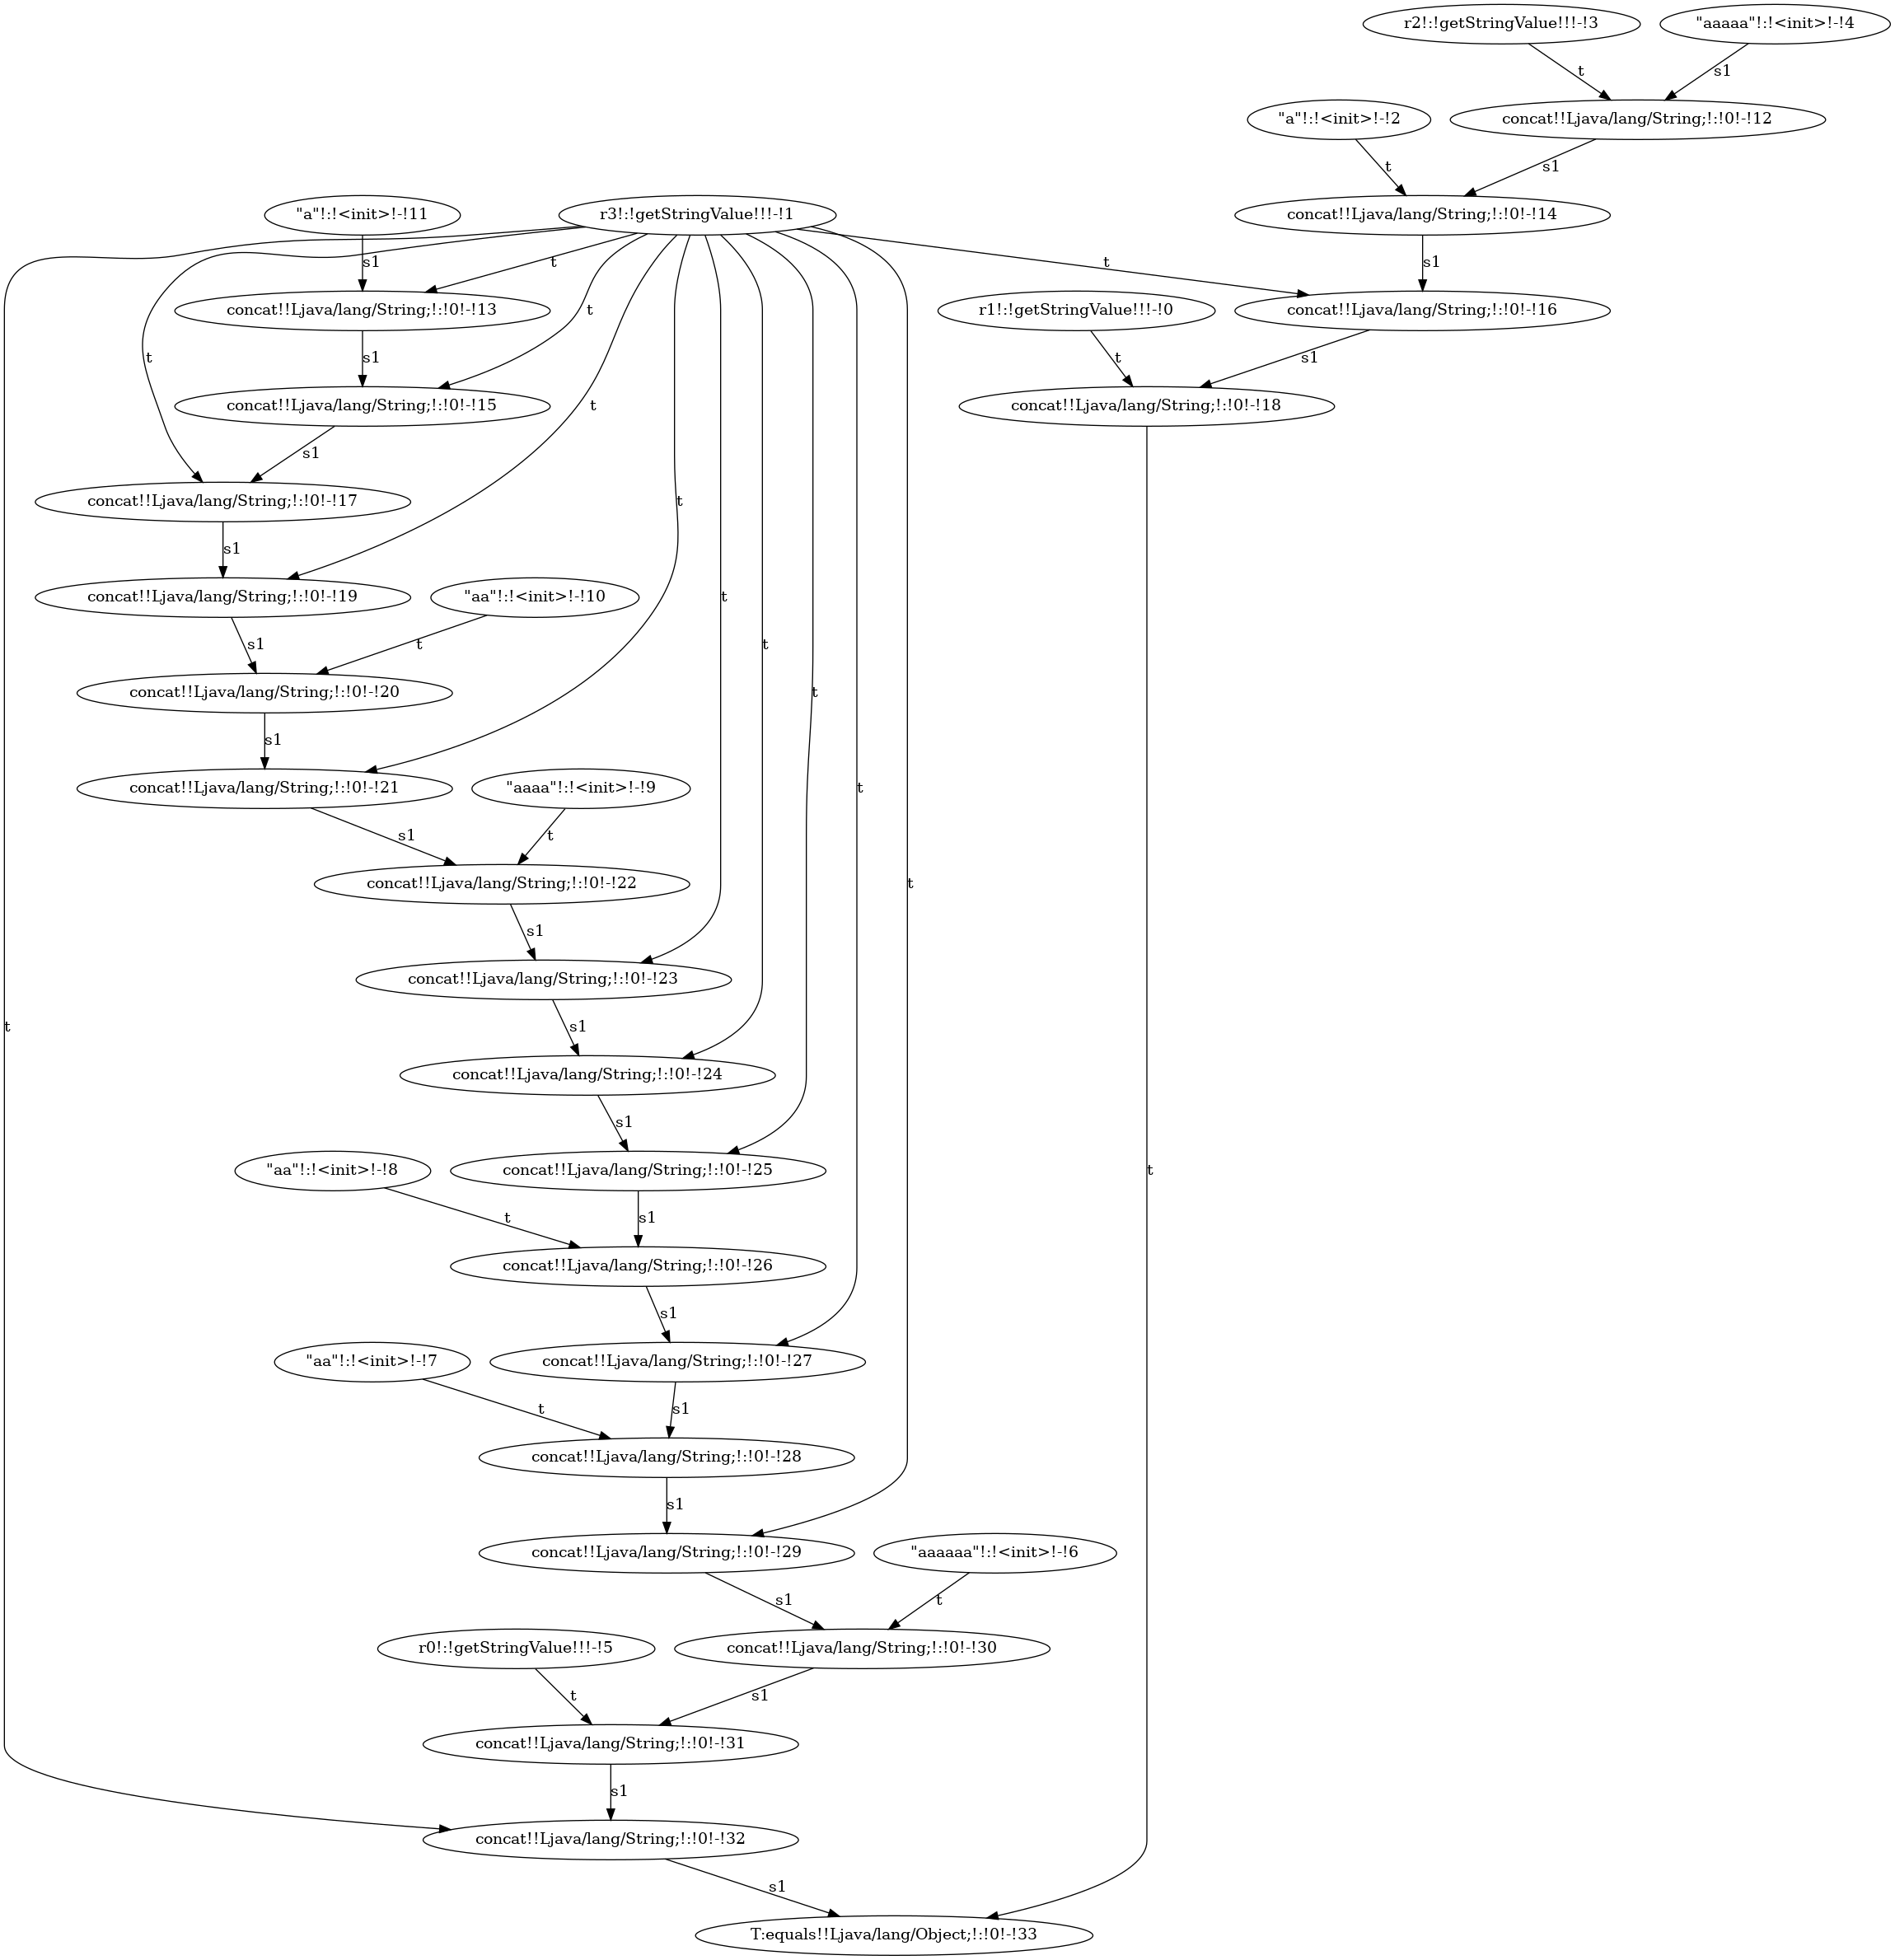 r2!:!getStringValue!!!-!3
"aaaaa"!:!<init>!-!4
t
s1
"a"!:!<init>!-!2
concat!!Ljava/lang/String;!:!0!-!12
t
s1
"a"!:!<init>!-!11
r3!:!getStringValue!!!-!1
concat!!Ljava/lang/String;!:!0!-!14
s1
t
t
s1
concat!!Ljava/lang/String;!:!0!-!13
r1!:!getStringValue!!!-!0
concat!!Ljava/lang/String;!:!0!-!16
t
s1
t
t
s1
concat!!Ljava/lang/String;!:!0!-!15
concat!!Ljava/lang/String;!:!0!-!18
t
s1
concat!!Ljava/lang/String;!:!0!-!17
t
s1
concat!!Ljava/lang/String;!:!0!-!19
"aa"!:!<init>!-!10
t
s1
t
concat!!Ljava/lang/String;!:!0!-!20
t
s1
concat!!Ljava/lang/String;!:!0!-!21
"aaaa"!:!<init>!-!9
t
s1
t
concat!!Ljava/lang/String;!:!0!-!22
t
s1
concat!!Ljava/lang/String;!:!0!-!23
t
s1
concat!!Ljava/lang/String;!:!0!-!24
s1
"aa"!:!<init>!-!8
concat!!Ljava/lang/String;!:!0!-!25
t
t
s1
concat!!Ljava/lang/String;!:!0!-!26
s1
"aa"!:!<init>!-!7
concat!!Ljava/lang/String;!:!0!-!27
t
s1
concat!!Ljava/lang/String;!:!0!-!28
s1
concat!!Ljava/lang/String;!:!0!-!29
"aaaaaa"!:!<init>!-!6
s1
t
r0!:!getStringValue!!!-!5
concat!!Ljava/lang/String;!:!0!-!30
t
s1
concat!!Ljava/lang/String;!:!0!-!31
s1
concat!!Ljava/lang/String;!:!0!-!32
s1
T:equals!!Ljava/lang/Object;!:!0!-!33